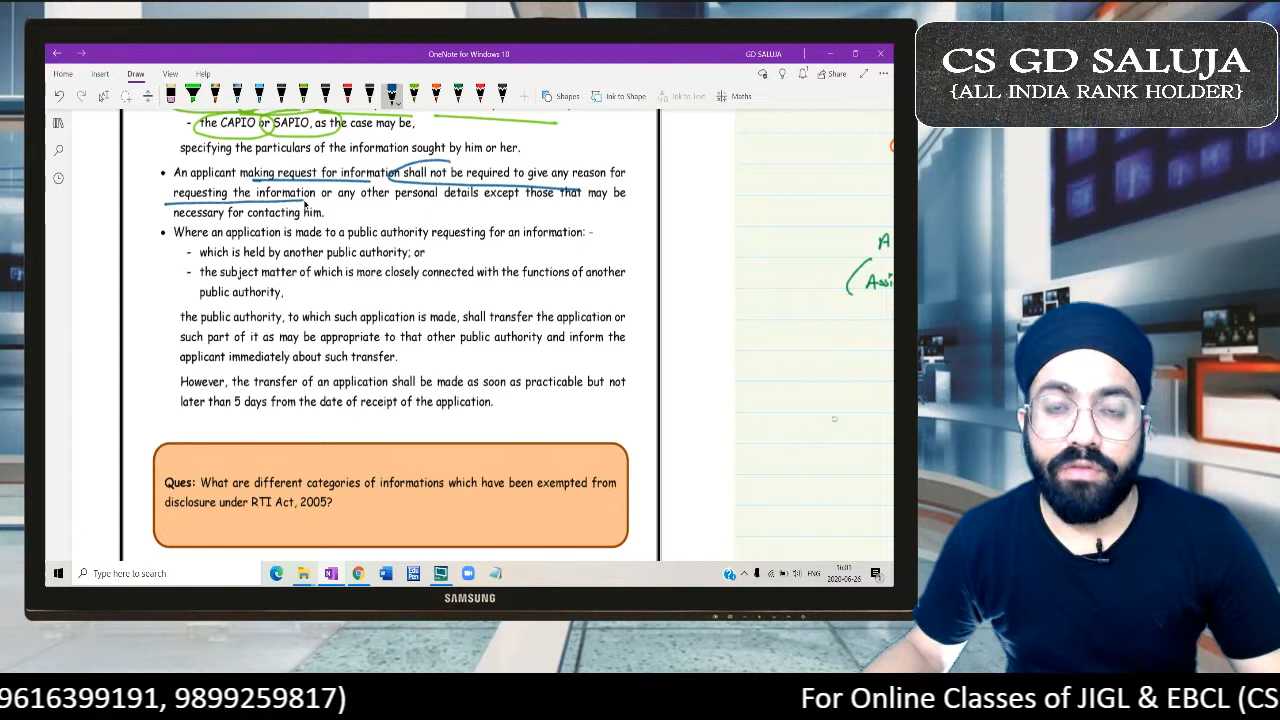 CS GD SALUJA
{ALL INDIA RANK HOLDER}
OneNote for Windows 10
GD SALUJA
Home Insert Draw View Help
Share
Shapes Ink to Shape Ink to Text Maths
- the CAPIO or SAPIO, as the case may be,
specifying the particulars of the information sought by him or her.
• An applicant making request for information shall not be required to give any reason for
requesting the information or any other personal details except those that may be
necessary for contacting him.
• Where an application is made to a public authority requesting for an information: -
- which is held by another public authority; or
- the subject matter of which is more closely connected with the functions of another
public authority,
the public authority, to which such application is made, shall transfer the application or
such part of it as may be appropriate to that other public authority and inform the
applicant immediately about such transfer.
However, the transfer of an application shall be made as soon as practicable but not
later than 5 days from the date of receipt of the application.
Ques: What are different categories of informations which have been exempted from
disclosure under RTI Act, 2005?
A
(Assi
Type here to search
ENG
16:01
2020-06-26
SAMSUNG
9616399191, 9899259817)
For Online Classes of JIGL & EBCL (CS